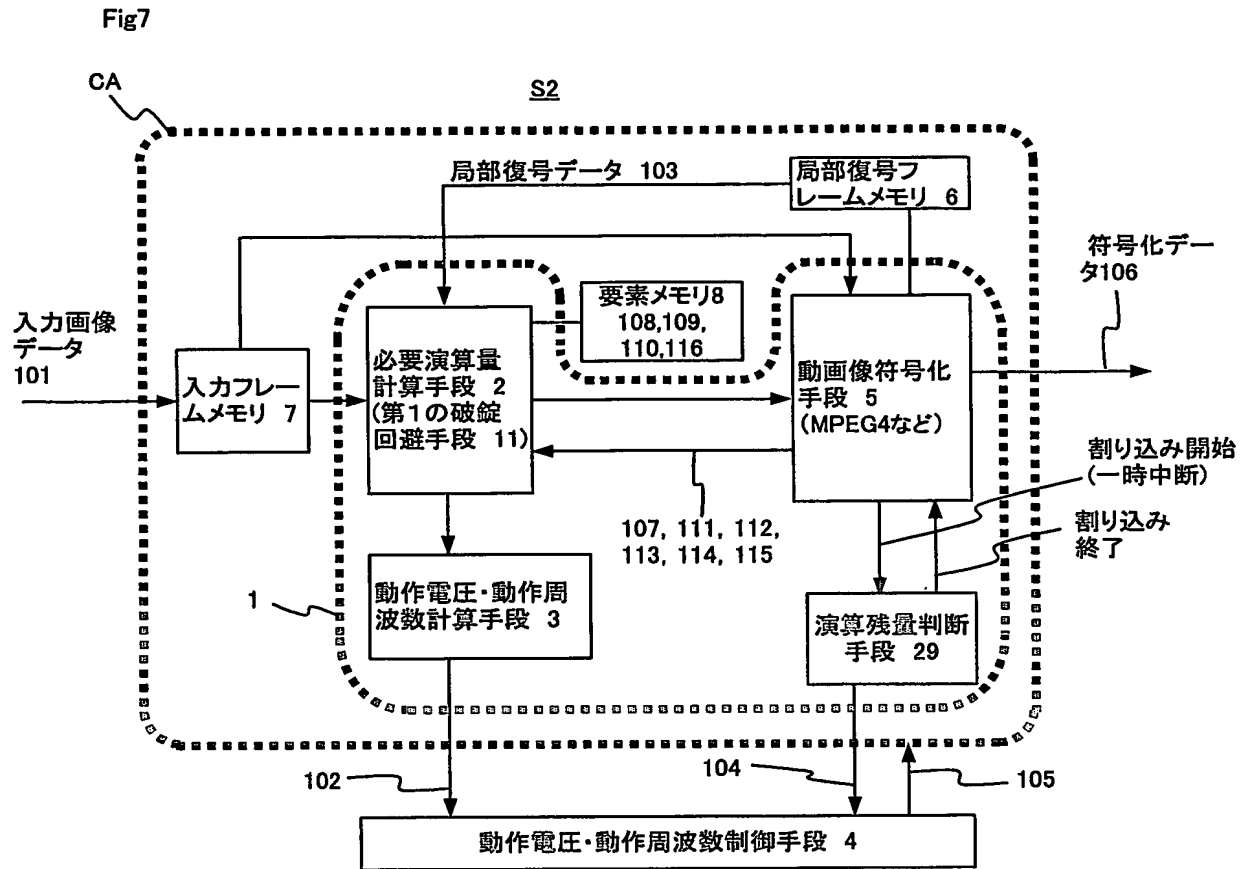 Fig7
CA
S2
局部復号データ 103
局部復号フ
レームメモリ 6
符号化デー
タ106
入力画像
データ
101
入力フレー
ムメモリ 7
必要演算量
計算手段 2
(第1の破綻
回避手段 11)
要素メモリ8
108,109,
110,116
動画像符号化
手段 5
(MPEG4など)
割り込み開始
(一時中断)
割り込み
終了
107, 111, 112,
113, 114, 115
1
動作電圧・動作周
波数計算手段 3
演算残量判断
手段 29
102
104
105
動作電圧・動作周波数制御手段 4